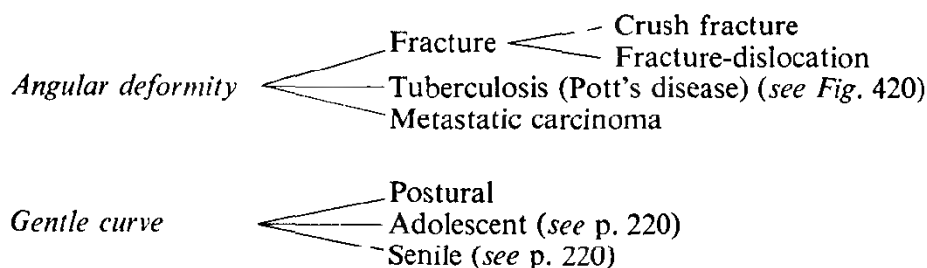 Crush fracture
Fracture
Fracture-dislocation
Angular deformity Tuberculosis (Pott's disease) (see Fig. 420)
Metastatic carcinoma
Postural
Gentle curve Adolescent (see p. 220)
Senile (see p. 220)